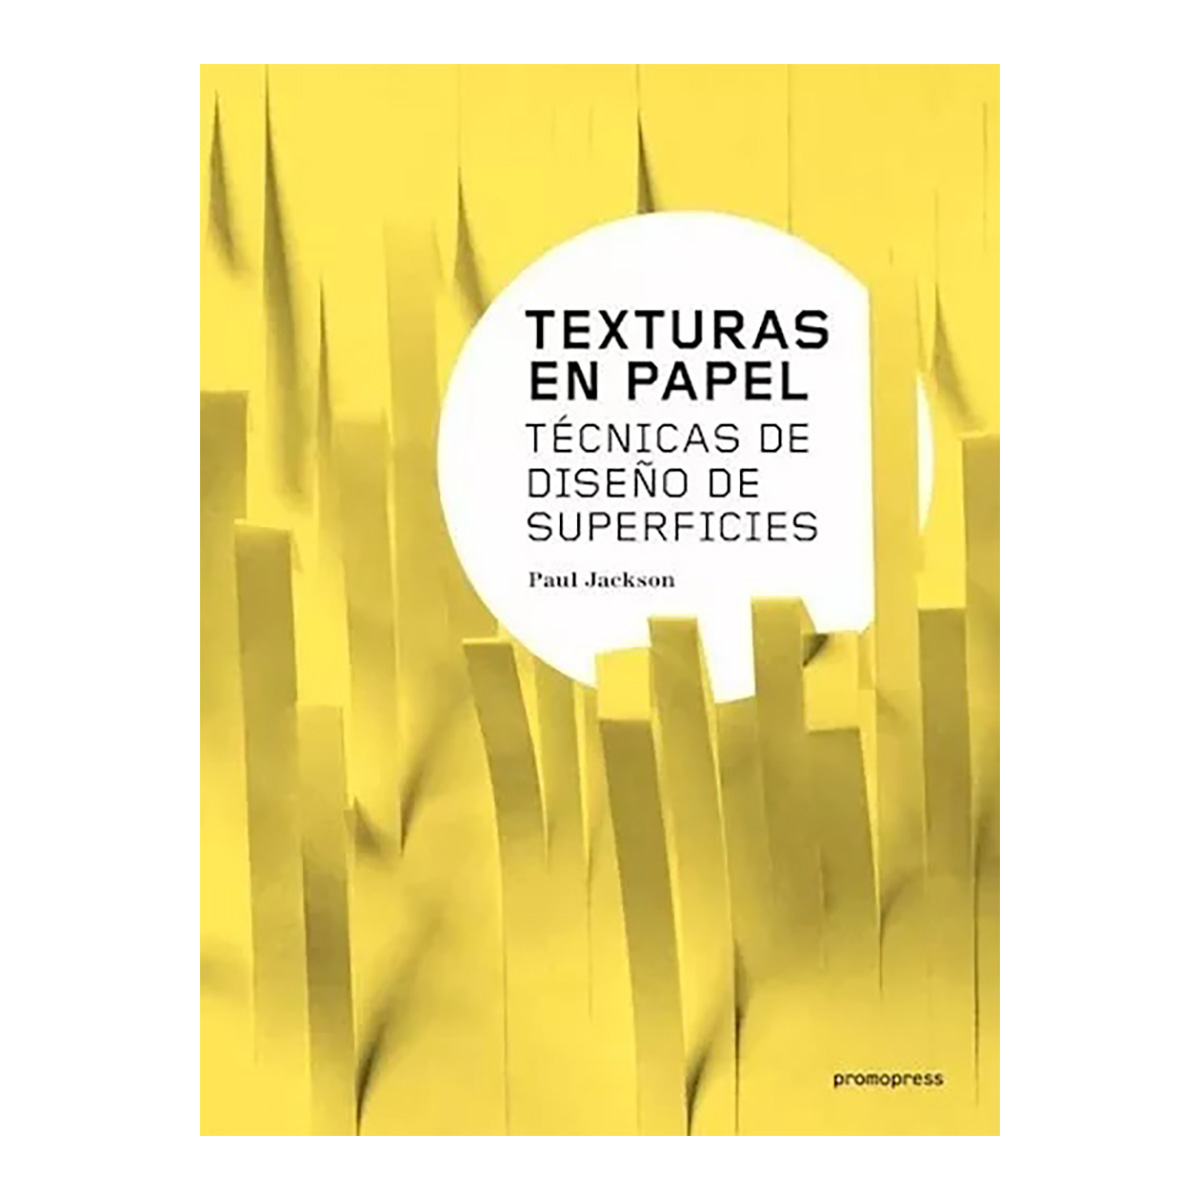 TEXTURAS
EN PAPEL
TÉCNICAS DE
DISEÑO DE
SUPERFICIES
Paul Jackson
promopress